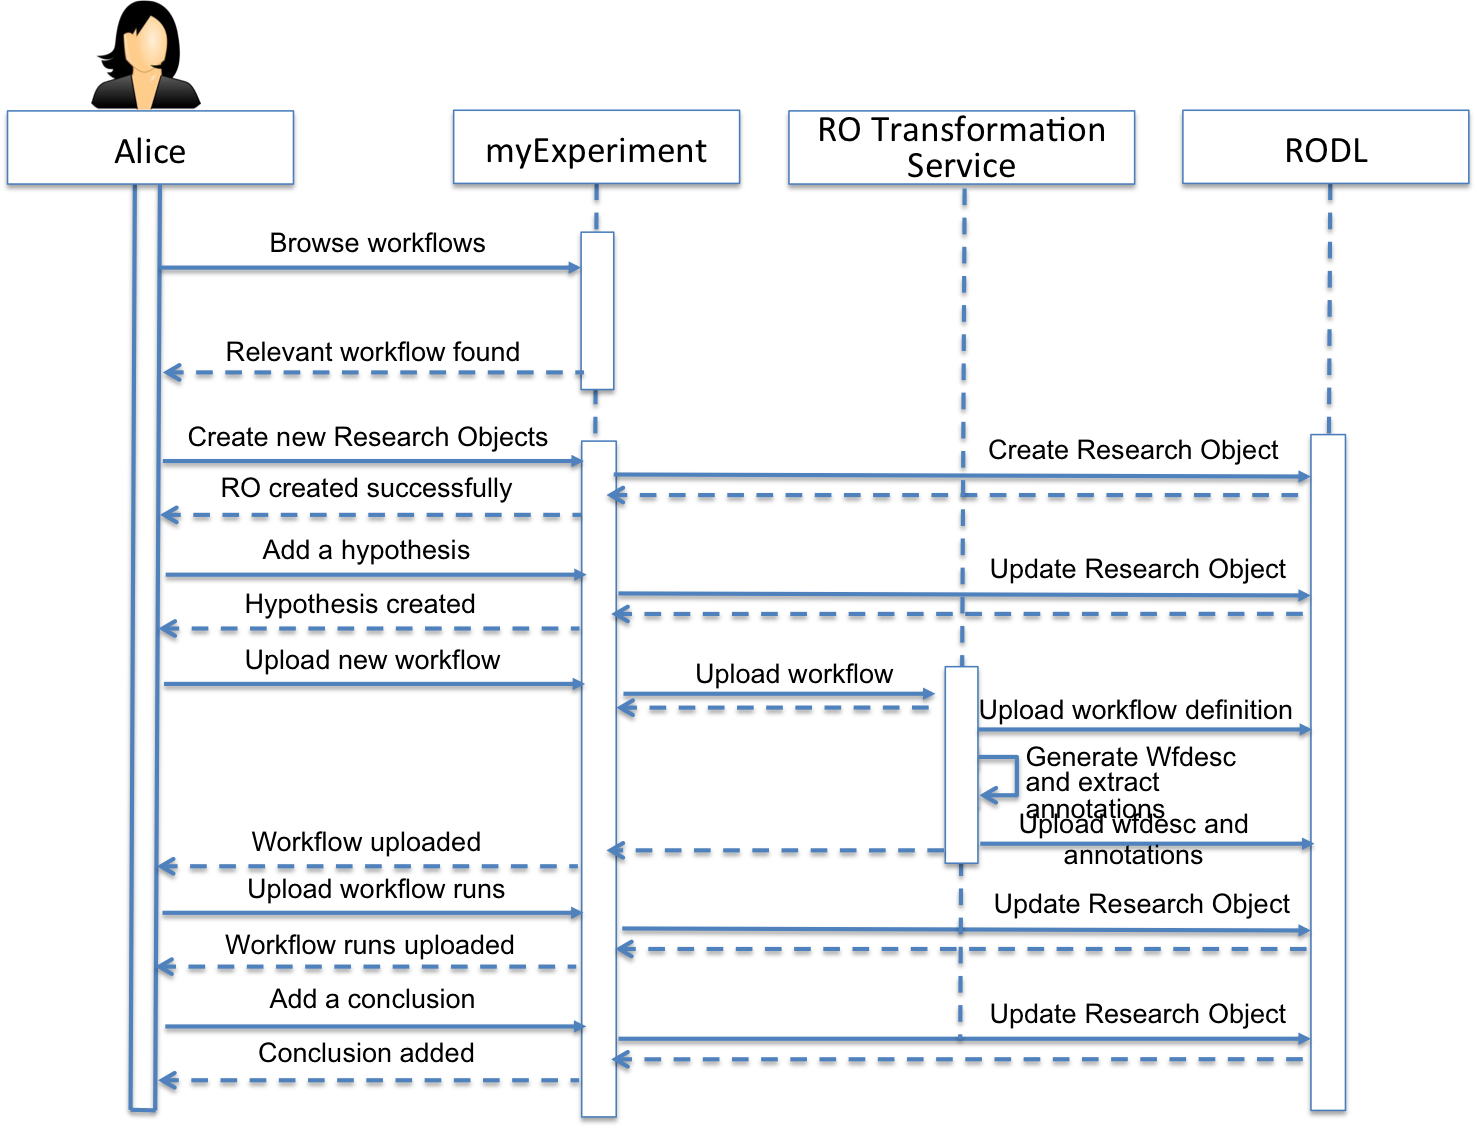 Alice
myExperiment
RO Transformation
Service
RODL
Browse workflows
Relevant workflow found
Create new Research Objects
Create Research Object
RO created successfully
Add a hypothesis
Update Research Object
Hypothesis created
Upload new workflow
Upload workflow
Upload workflow definition
Generate Wfdesc
and extract
annotations
Upload wfdesc and
annotations
Workflow uploaded
Upload workflow runs
Update Research Object
Workflow runs uploaded
Add a conclusion
Update Research Object
Conclusion added